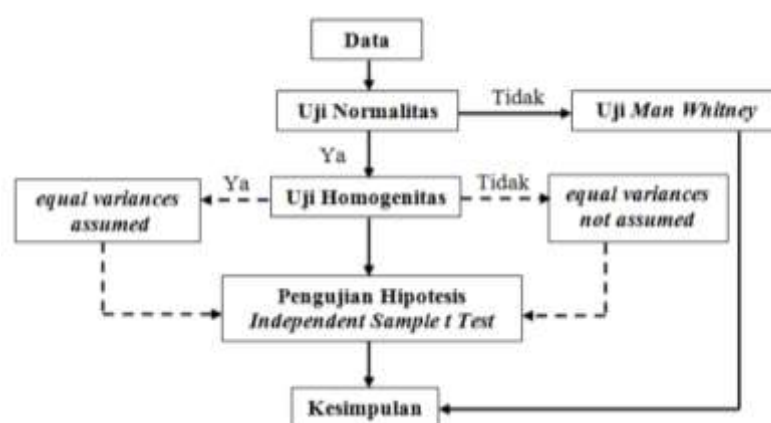 Data
Uji Normalitas
Tidak
Uji Man Whitney
Ya
equal variances
assumed
Ya
Uji Homogenitas
Tidak
equal variances
not assumed
Pengujian Hipotesis
Independent Sample t Test
Kesimpulan